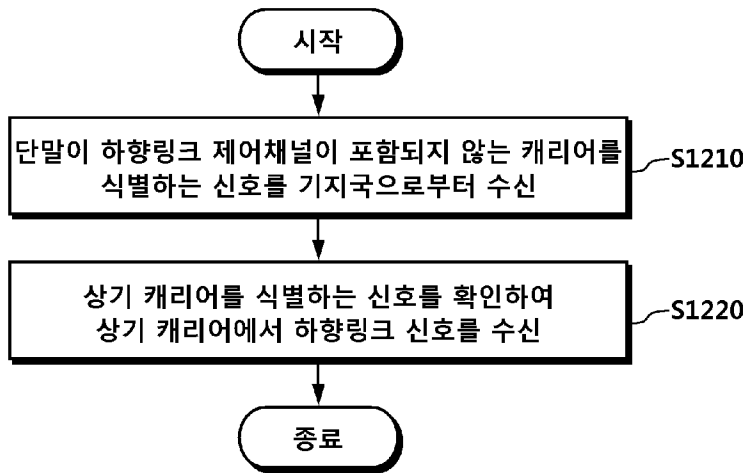 시작
단말이 하향링크 제어채널이 포함되지 않는 캐리어를
식별하는 신호를 기지국으로부터 수신
S1210
상기 캐리어를 식별하는 신호를 확인하여
상기 캐리어에서 하향링크 신호를 수신
S1220
종료